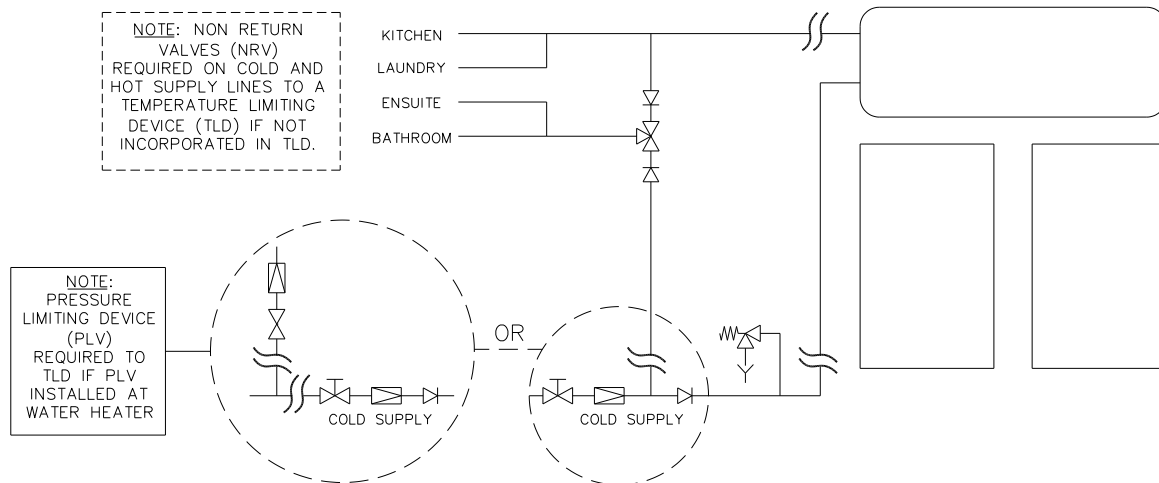 NOTE: NON RETURN
VALVES (NRV)
REQUIRED ON COLD AND
HOT SUPPLY LINES TO A
TEMPERATURE LIMITING
DEVICE (TLD) IF NOT
INCORPORATED IN TLD.
KITCHEN
LAUNDRY
ENSUITE
BATHROOM
NOTE:
PRESSURE
LIMITING DEVICE
(PLV)
REQUIRED TO
TLD IF PLV
INSTALLED AT
WATER HEATER
OR
COLD SUPPLY
COLD SUPPLY